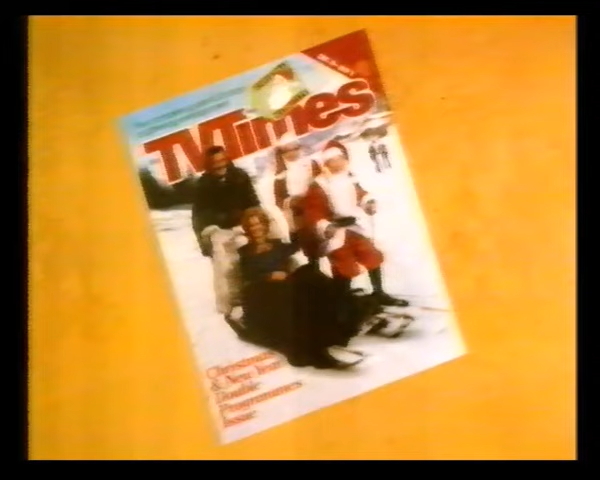 TVTimes
Christmas
& New Year
Double
Programmes
Issue